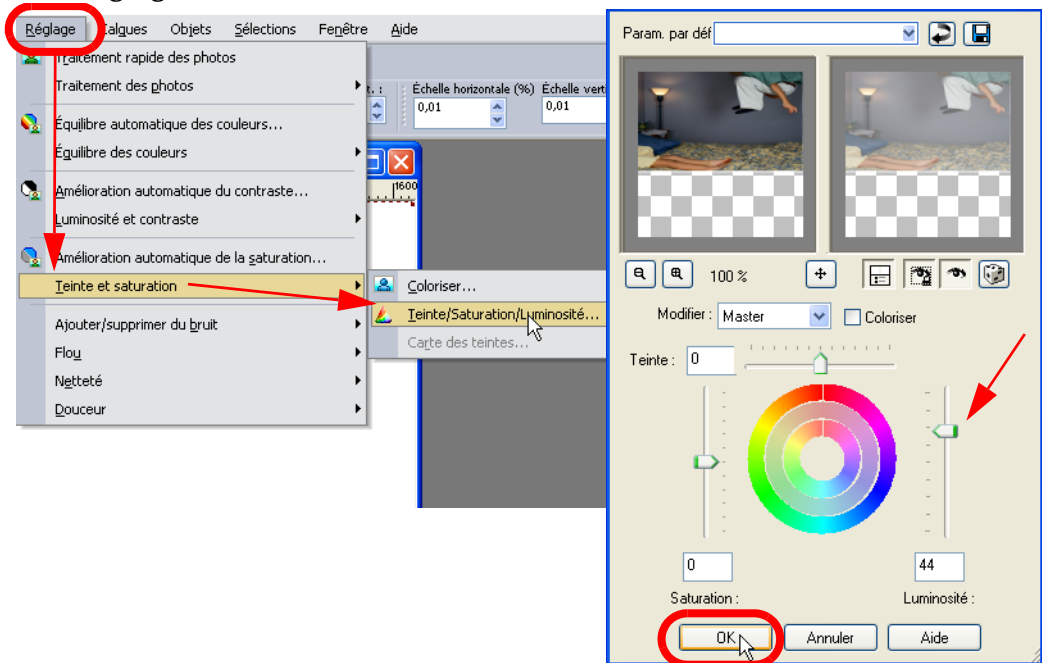 Réglage Calques Objets Sélections Fenêtre Aide
Traitement rapide des photos
Traitement des photos
Équilibre automatique des couleurs...
Équilibre des couleurs
Amélioration automatique du contraste...
Luminosité et contraste
Amélioration automatique de la saturation...
Teinte et saturation
Ajouter/supprimer du bruit
Flou
Netteté
Douceur
t. : Échelle horizontale (%) Échelle verti
0,01 0,01
1600
Coloriser...
Teinte/Saturation/Luminosité...
Carte des teintes...
Param. par déf
100 %
Modifier : Master Coloriser
Teinte : 0
0 44
Saturation : Luminosité :
OK Annuler Aide